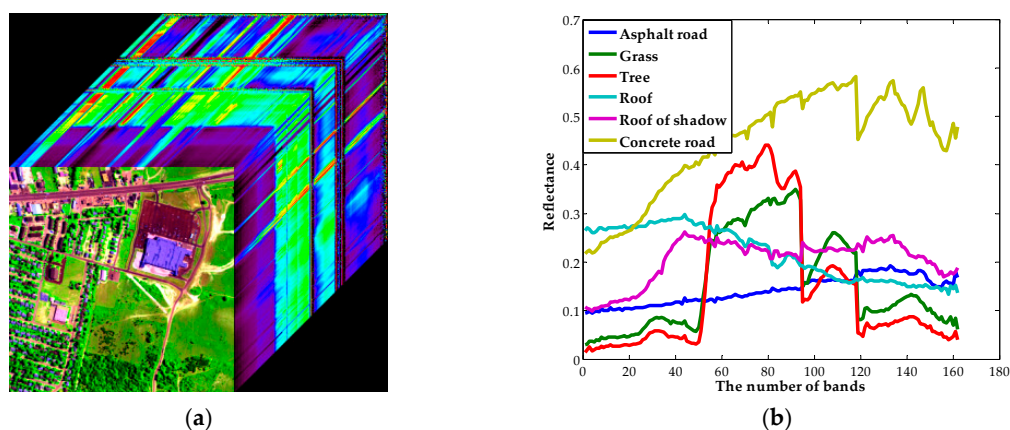 0.7
0.6
0.5
0.4
0.3
0.2
0.1
0
Reflectance
Asphalt road
Grass
Tree
Roof
Roof of shadow
Concrete road
0 20 40 60 80 100 120 140 160 180
The number of bands
(a)
(b)